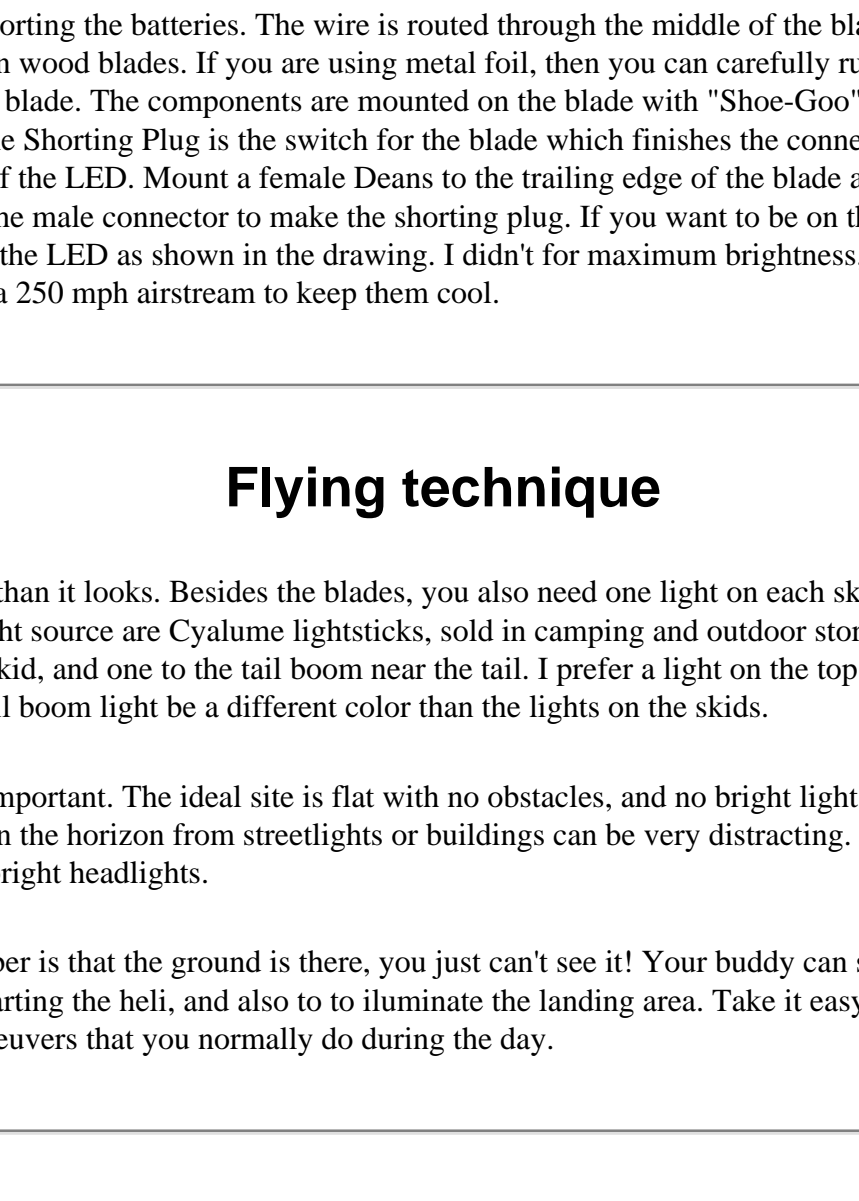 orting the batteries. The wire is routed through the middle of the bla
n wood blades. If you are using metal foil, then you can carefully ru
blade. The components are mounted on the blade with "Shoe-Goo"
e Shorting Plug is the switch for the blade which finishes the conne
f the LED. Mount a female Deans to the trailing edge of the blade a
he male connector to make the shorting plug. If you want to be on th
the LED as shown in the drawing. I didn't for maximum brightness.
a 250 mph airstream to keep them cool.
Flying technique
than it looks. Besides the blades, you also need one light on each sk
ht source are Cyalume lightsticks, sold in camping and outdoor stor
kid, and one to the tail boom near the tail. I prefer a light on the top
l boom light be a different color than the lights on the skids.
mportant. The ideal site is flat with no obstacles, and no bright light
n the horizon from streetlights or buildings can be very distracting.
right headlights.
ber is that the ground is there, you just can't see it! Your buddy can s
arting the heli, and also to to iluminate the landing area. Take it easy
euvers that you normally do during the day.